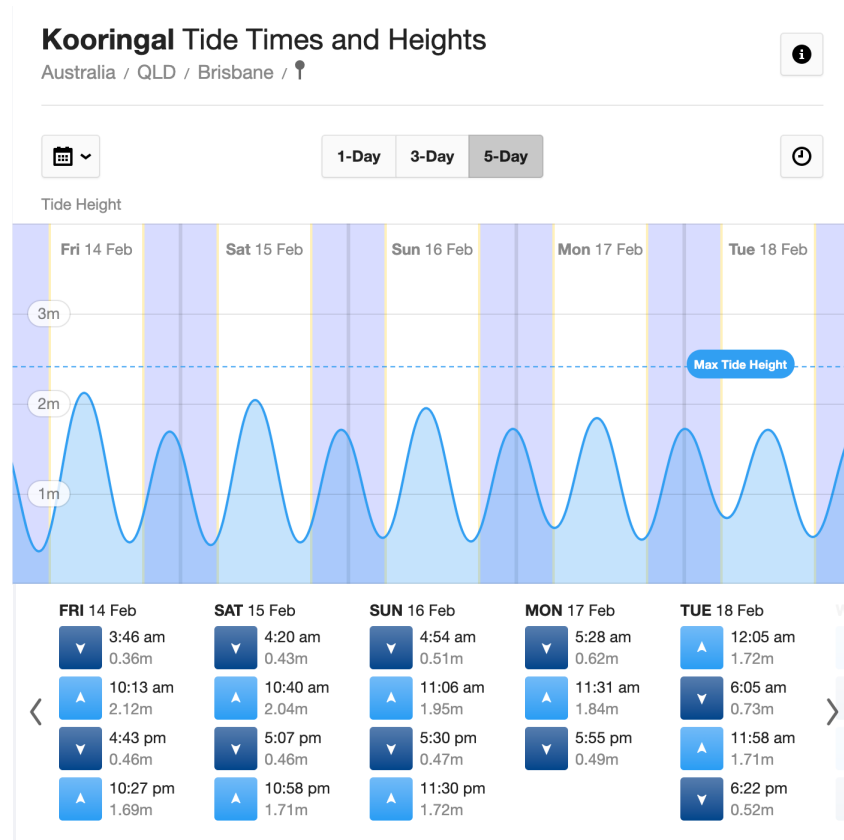 Kooringal Tide Times and Heights
Australia / QLD / Brisbane /
1-Day 3-Day 5-Day
Tide Height
Fri 14 Feb Sat 15 Feb Sun 16 Feb Mon 17 Feb Tue 18 Feb
3m
Max Tide Height
2m
1m
FRI 14 Feb
3:46 am
0.36m
10:13 am
2.12m
4:43 pm
0.46m
10:27 pm
1.69m
SAT 15 Feb
4:20 am
0.43m
10:40 am
2.04m
5:07 pm
0.46m
10:58 pm
1.71m
SUN 16 Feb
4:54 am
0.51m
11:06 am
1.95m
5:30 pm
0.47m
11:30 pm
1.72m
MON 17 Feb
5:28 am
0.62m
11:31 am
1.84m
5:55 pm
0.49m
TUE 18 Feb
12:05 am
1.72m
6:05 am
0.73m
11:58 am
1.71m
6:22 pm
0.52m